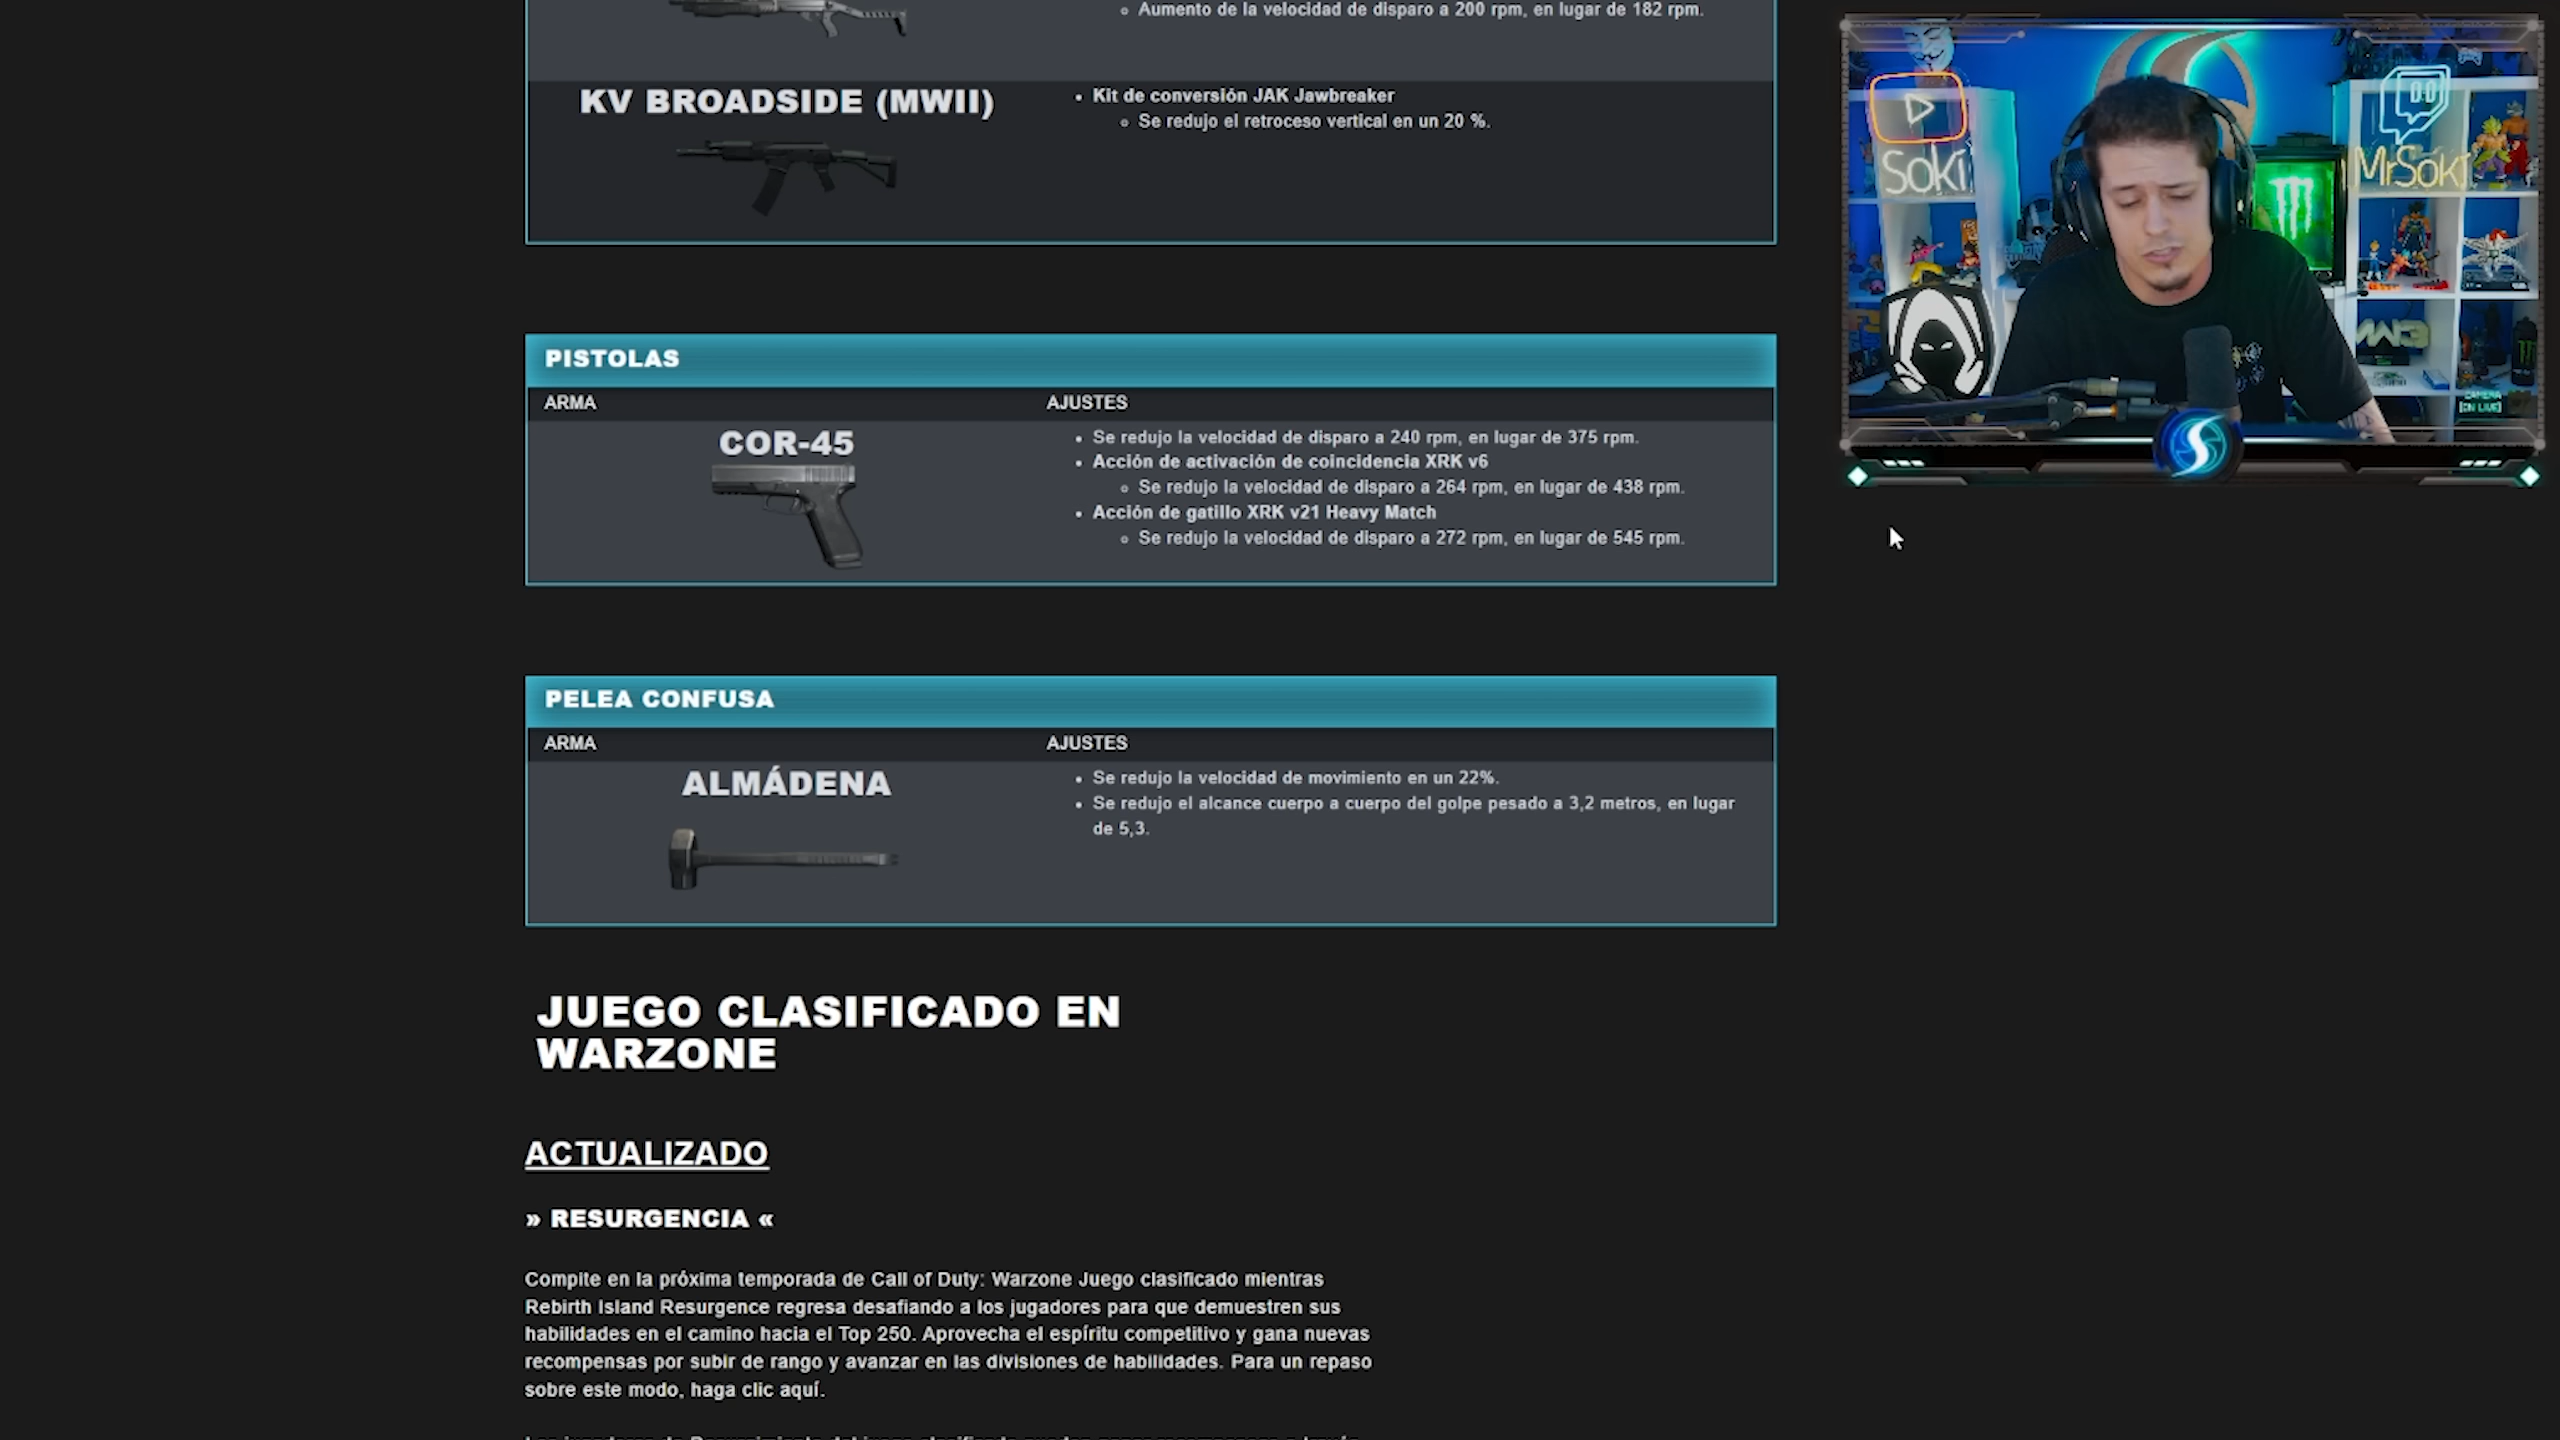 Aumento de la velocidad de disparo a 200 rpm, en lugar de 182 rpm.
KV BROADSIDE (MWII)
Kit de conversión JAK Jawbreaker
Se redujo el retroceso vertical en un 20 %.
Soki
MrSoki
MW3
CAMERA
[ON LIVE]
PISTOLAS
ARMA AJUSTES
COR-45
Se redujo la velocidad de disparo a 240 rpm, en lugar de 375 rpm.
Acción de activación de coincidencia XRK v6
Se redujo la velocidad de disparo a 264 rpm, en lugar de 438 rpm.
Acción de gatillo XRK v21 Heavy Match
Se redujo la velocidad de disparo a 272 rpm, en lugar de 545 rpm.
PELEA CONFUSA
ARMA AJUSTES
ALMÁDENA
Se redujo la velocidad de movimiento en un 22%.
Se redujo el alcance cuerpo a cuerpo del golpe pesado a 3,2 metros, en lugar
de 5,3.
JUEGO CLASIFICADO EN
WARZONE
ACTUALIZADO
» RESURGENCIA «
Compite en la próxima temporada de Call of Duty: Warzone Juego clasificado mientras
Rebirth Island Resurgence regresa desafiando a los jugadores para que demuestren sus
habilidades en el camino hacia el Top 250. Aprovecha el espíritu competitivo y gana nuevas
recompensas por subir de rango y avanzar en las divisiones de habilidades. Para un repaso
sobre este modo, haga clic aquí.